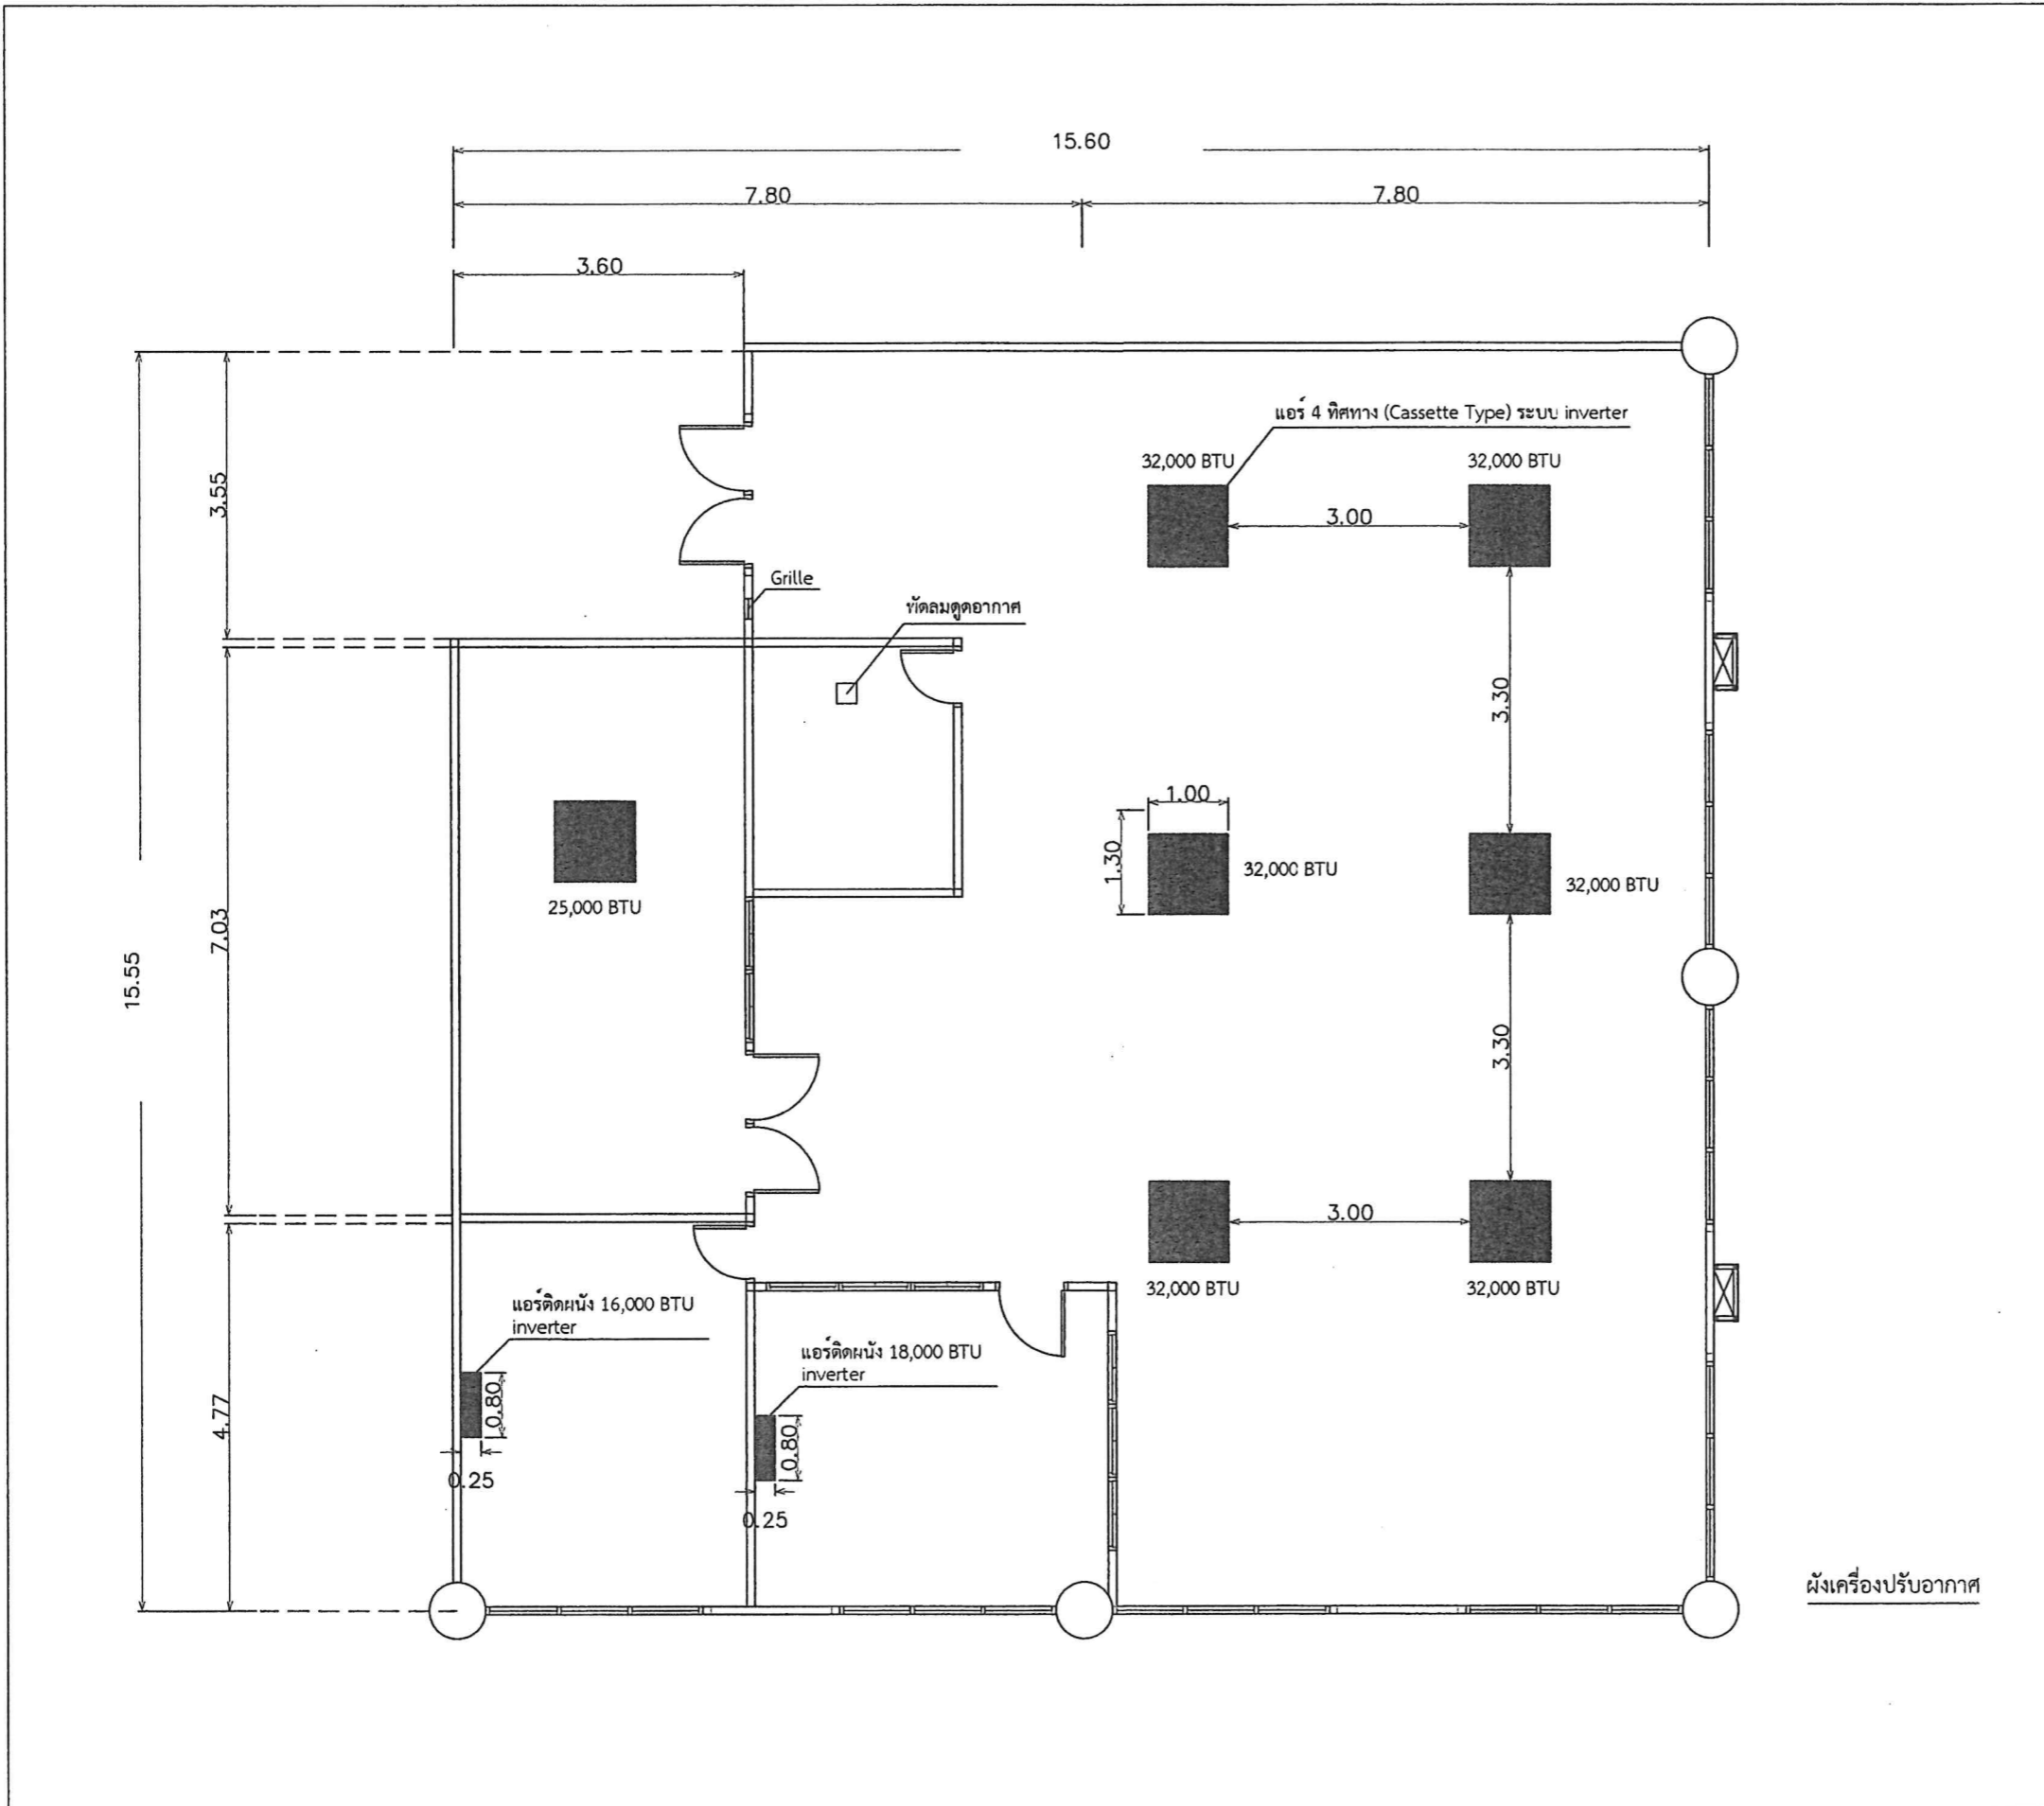 15.60
7.80
7.80
3.60
แอร์ 4 ทิศทาง (Cassette Type) ระบบ inverter
32,000 BTU
32,000 BTU
3.55
3.00
Grille
พัดลมดูดอากาศ
3.30
1.00
1.30
32,000 BTU
32,000 BTU
25,000 BTU
7.03
15.55
3.30
3.00
32,000 BTU
32,000 BTU
แอร์ติดผนัง 16,000 BTU
inverter
แอร์ติดผนัง 18,000 BTU
inverter
4.77
0.80
0.80
0.25
0.25
ผังเครื่องปรับอากาศ